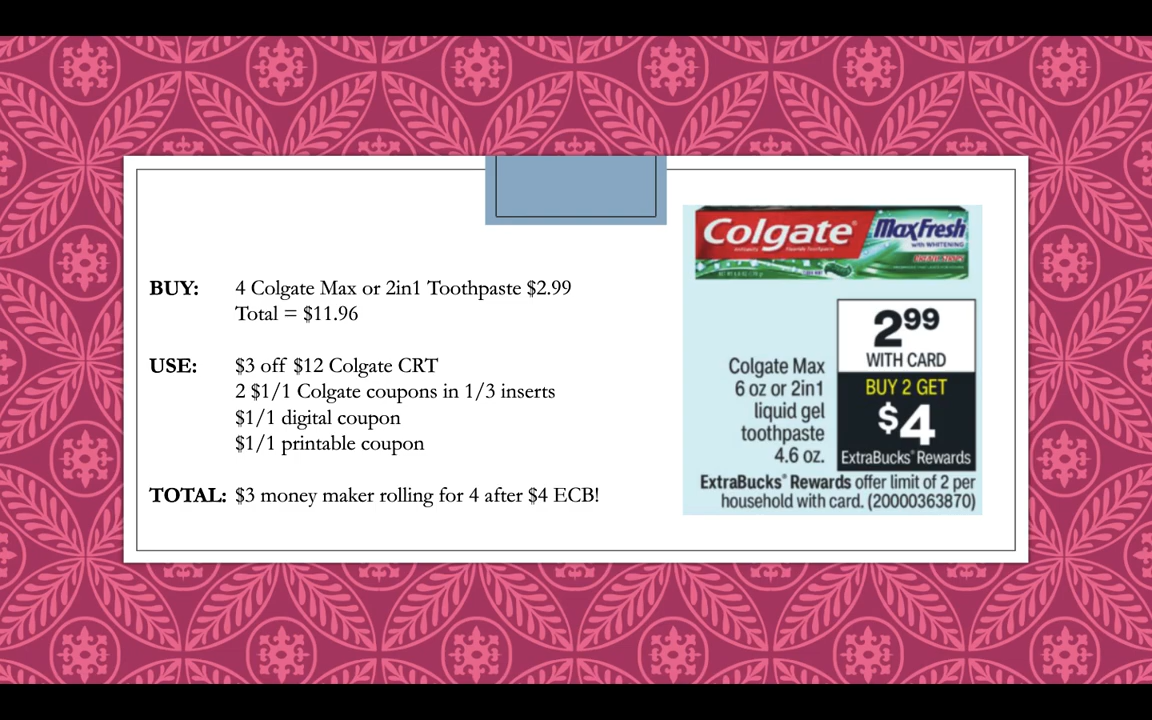 BUY: 4 Colgate Max or 2in1 Toothpaste $2.99
Total = $11.96
USE: $3 off $12 Colgate CRT
2 $1/1 Colgate coupons in 1/3 inserts
$1/1 digital coupon
$1/1 printable coupon
TOTAL: $3 money maker rolling for 4 after $4 ECB!
Colgate®
MaxFresh
with WHITENING
2.99
WITH CARD
BUY 2 GET
$4
ExtraBucks® Rewards
Colgate Max
6 oz or 2in1
liquid gel
toothpaste
4.6 oz.
ExtraBucks® Rewards offer limit of 2 per
household with card. (20000363870)